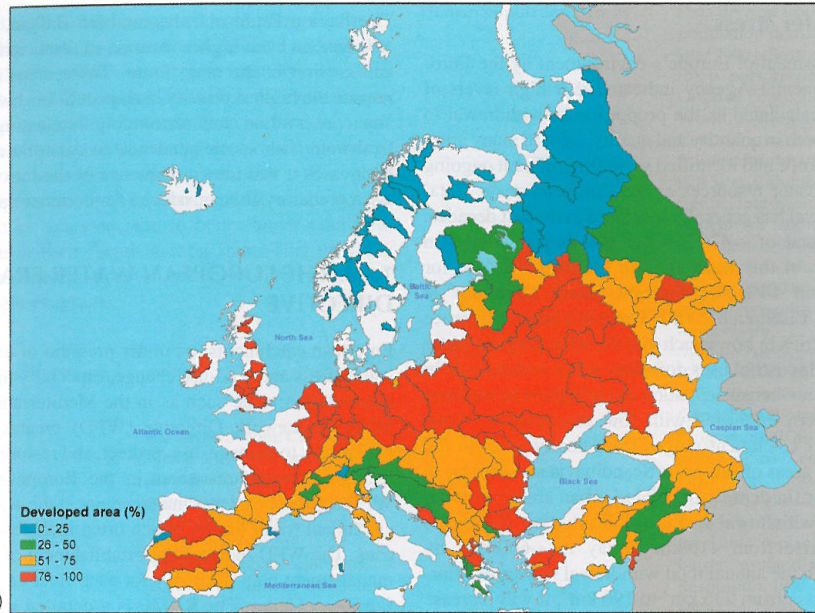 Baltic
Sea
North Sea
Atlantic Ocean
Caspian Sea
Black Sea
Mediterranean Sea
Developed area (%)
0 - 25
26 - 50
51 - 75
76 - 100
)